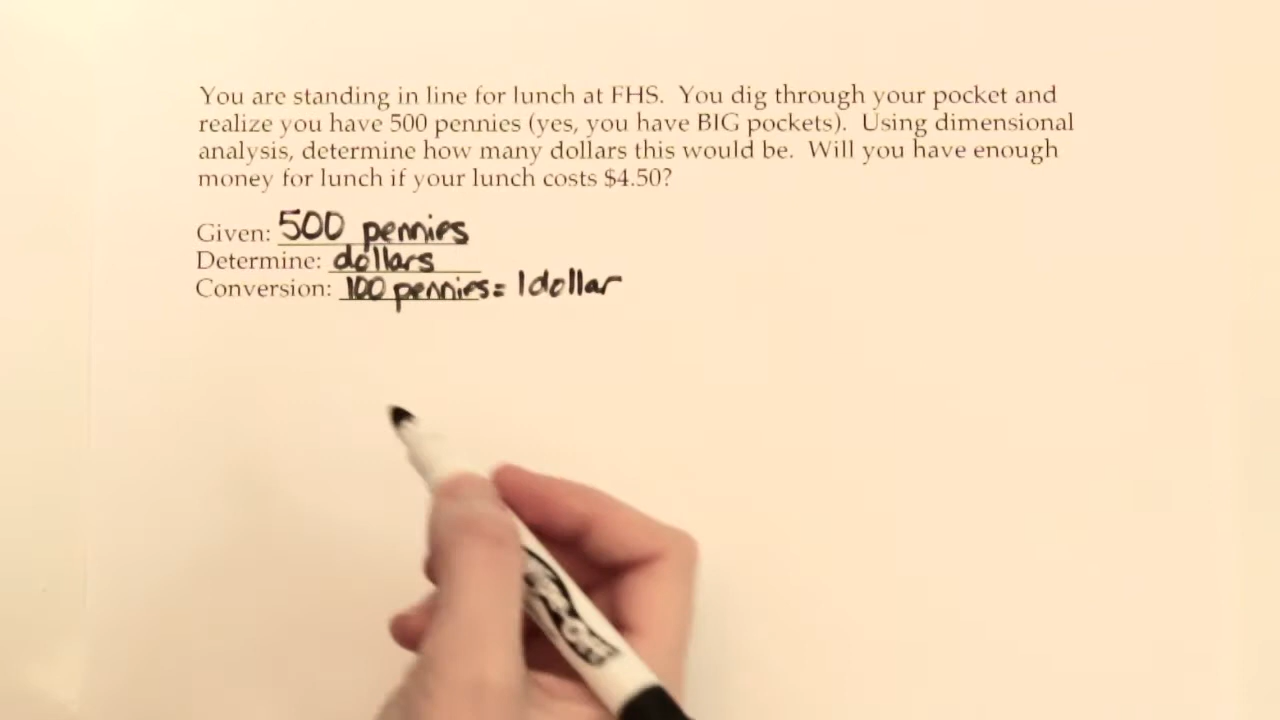 You are standing in line for lunch at FHS. You dig through your pocket and
realize you have 500 pennies (yes, you have BIG pockets). Using dimensional
analysis, determine how many dollars this would be. Will you have enough
money for lunch if your lunch costs $4.50?
Given: 500 pennies
Determine: dollars
Conversion: 100 pennies = 1 dollar